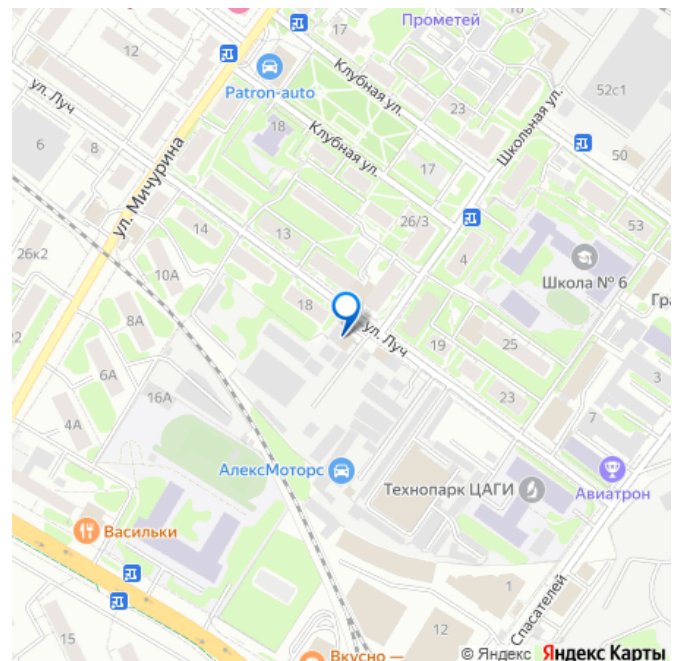 Прометей
12
ул. Луч
Patron-auto
Клубная ул.
23
52с1
Школьная ул.
18
Клубная ул.
17
50
6
8
ул. Мичурина
26/3
53
14
13
4
Школа № 6
26к2
10А
18
Гра
8А
ул. Луч
19
25
3
6А
23
16А
7
4А
АлексМоторс
Технопарк ЦАГИ
Авиатрон
Васильки
1
Спасателей
15
12
Вкусно —
© Яндекс Яндекс Карты